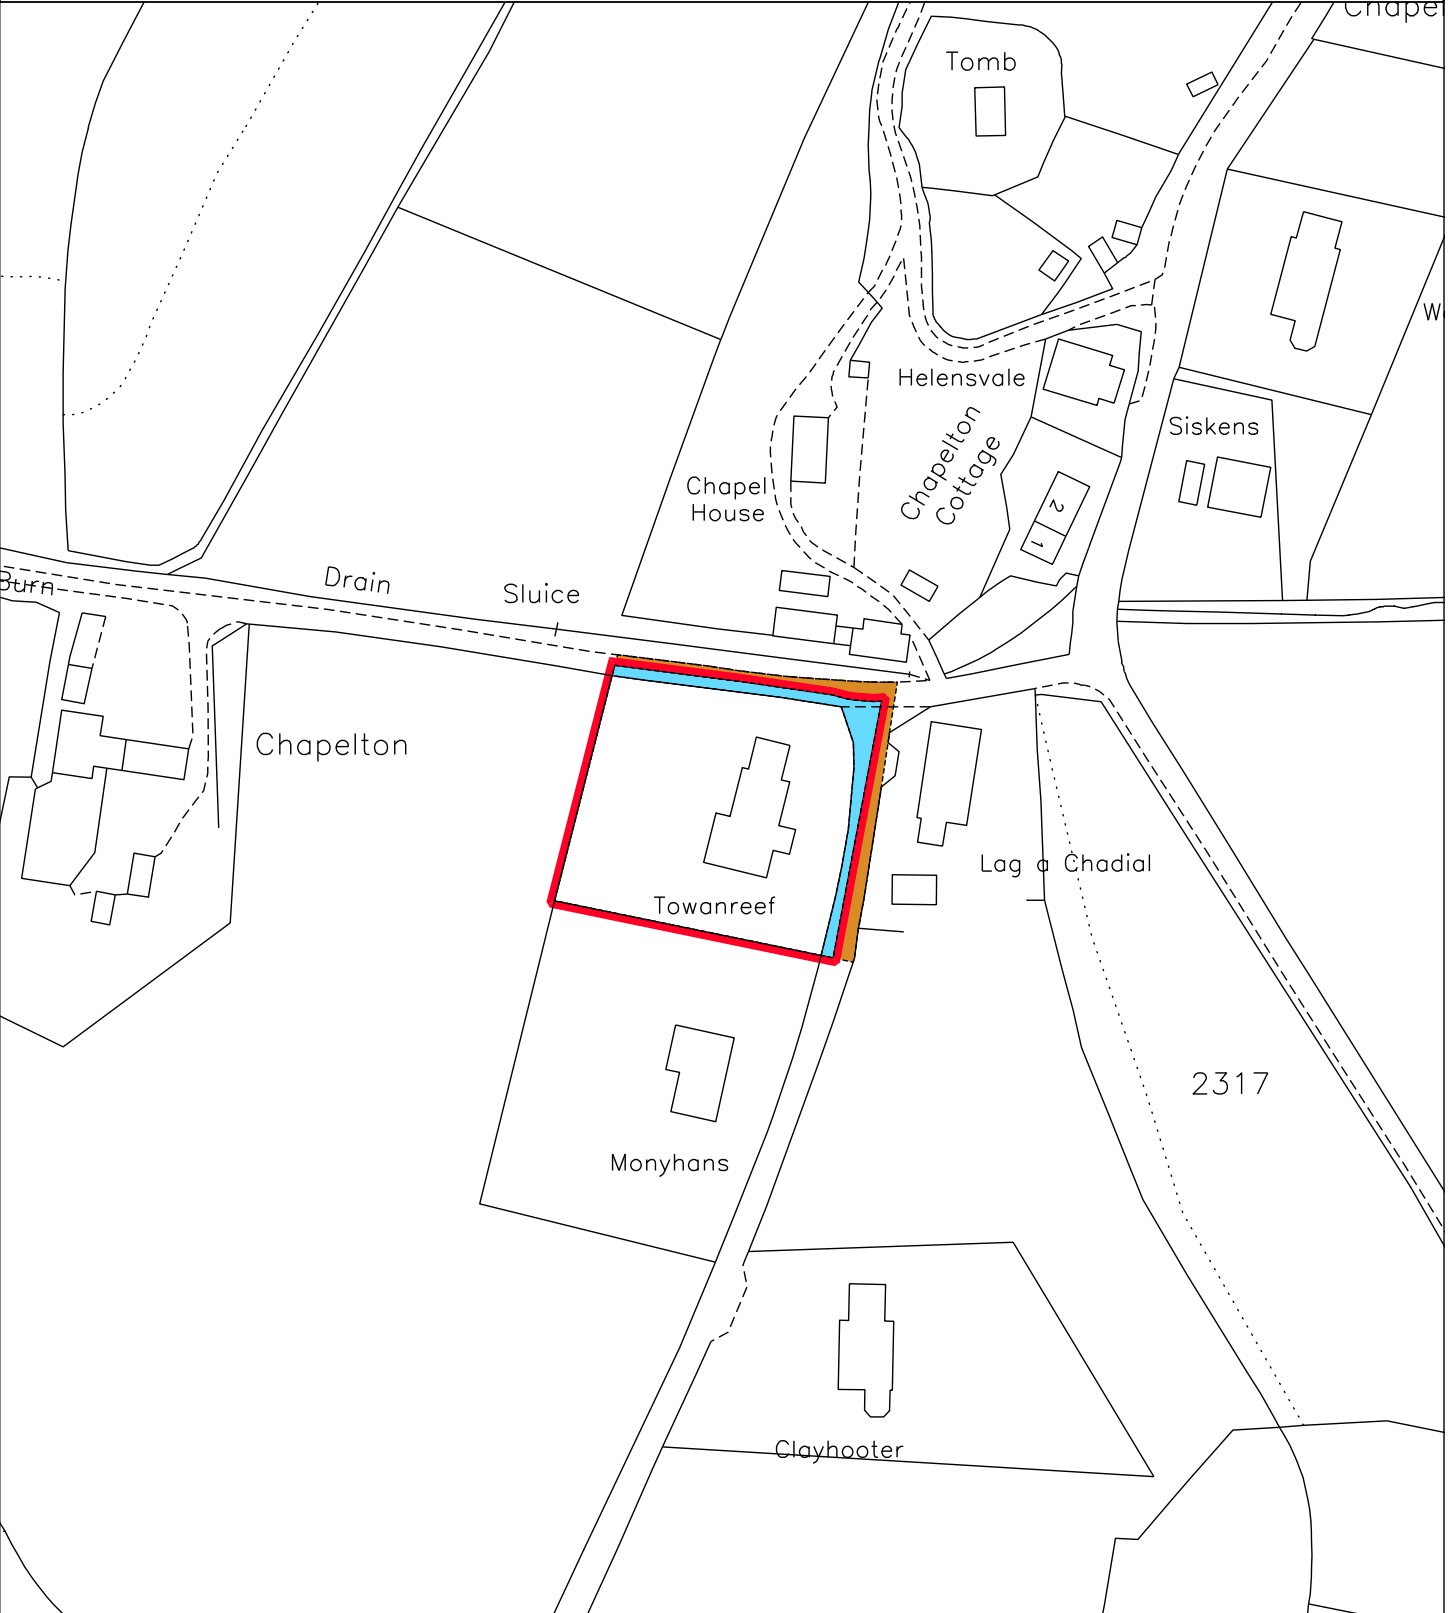 Tomb
Helensvale
Chapelton
Cottage
Siskens
Chapel
House
2
1
Burn
Drain
Sluice
Chapelton
Lag a Chadial
Towanreef
2317
Monyhans
Clayhooter